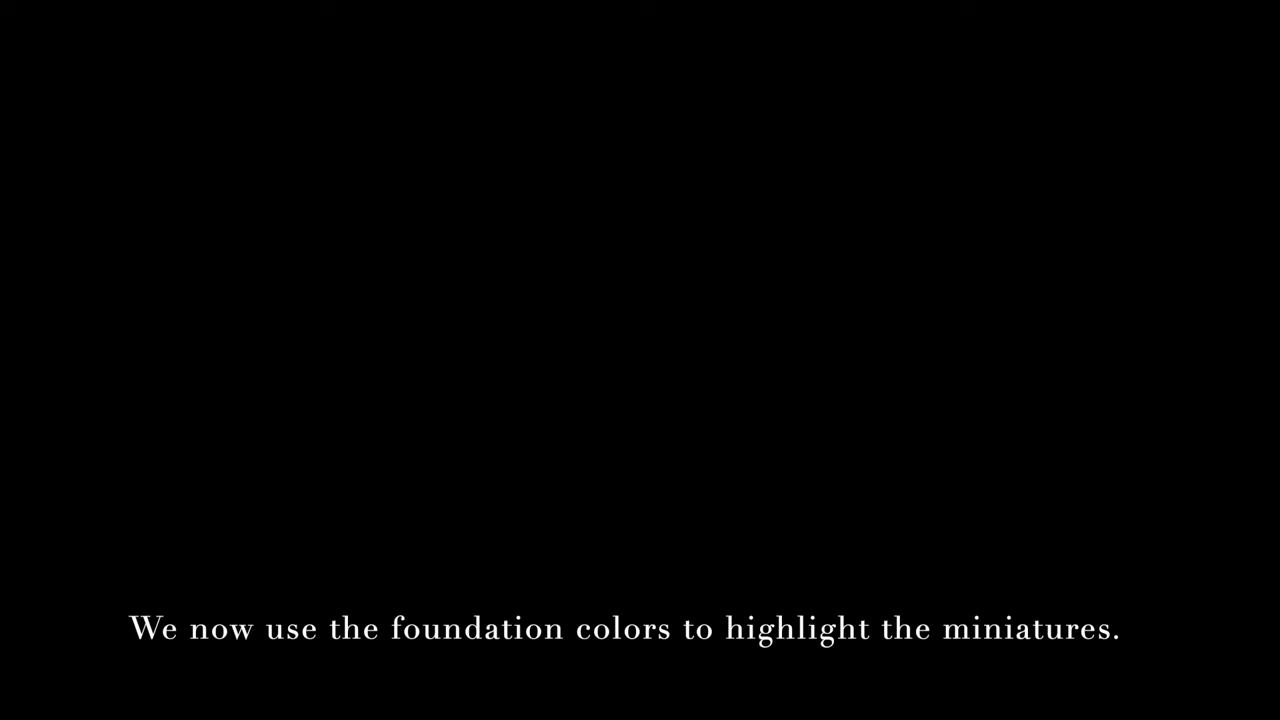 We now use the foundation colors to highlight the miniatures.